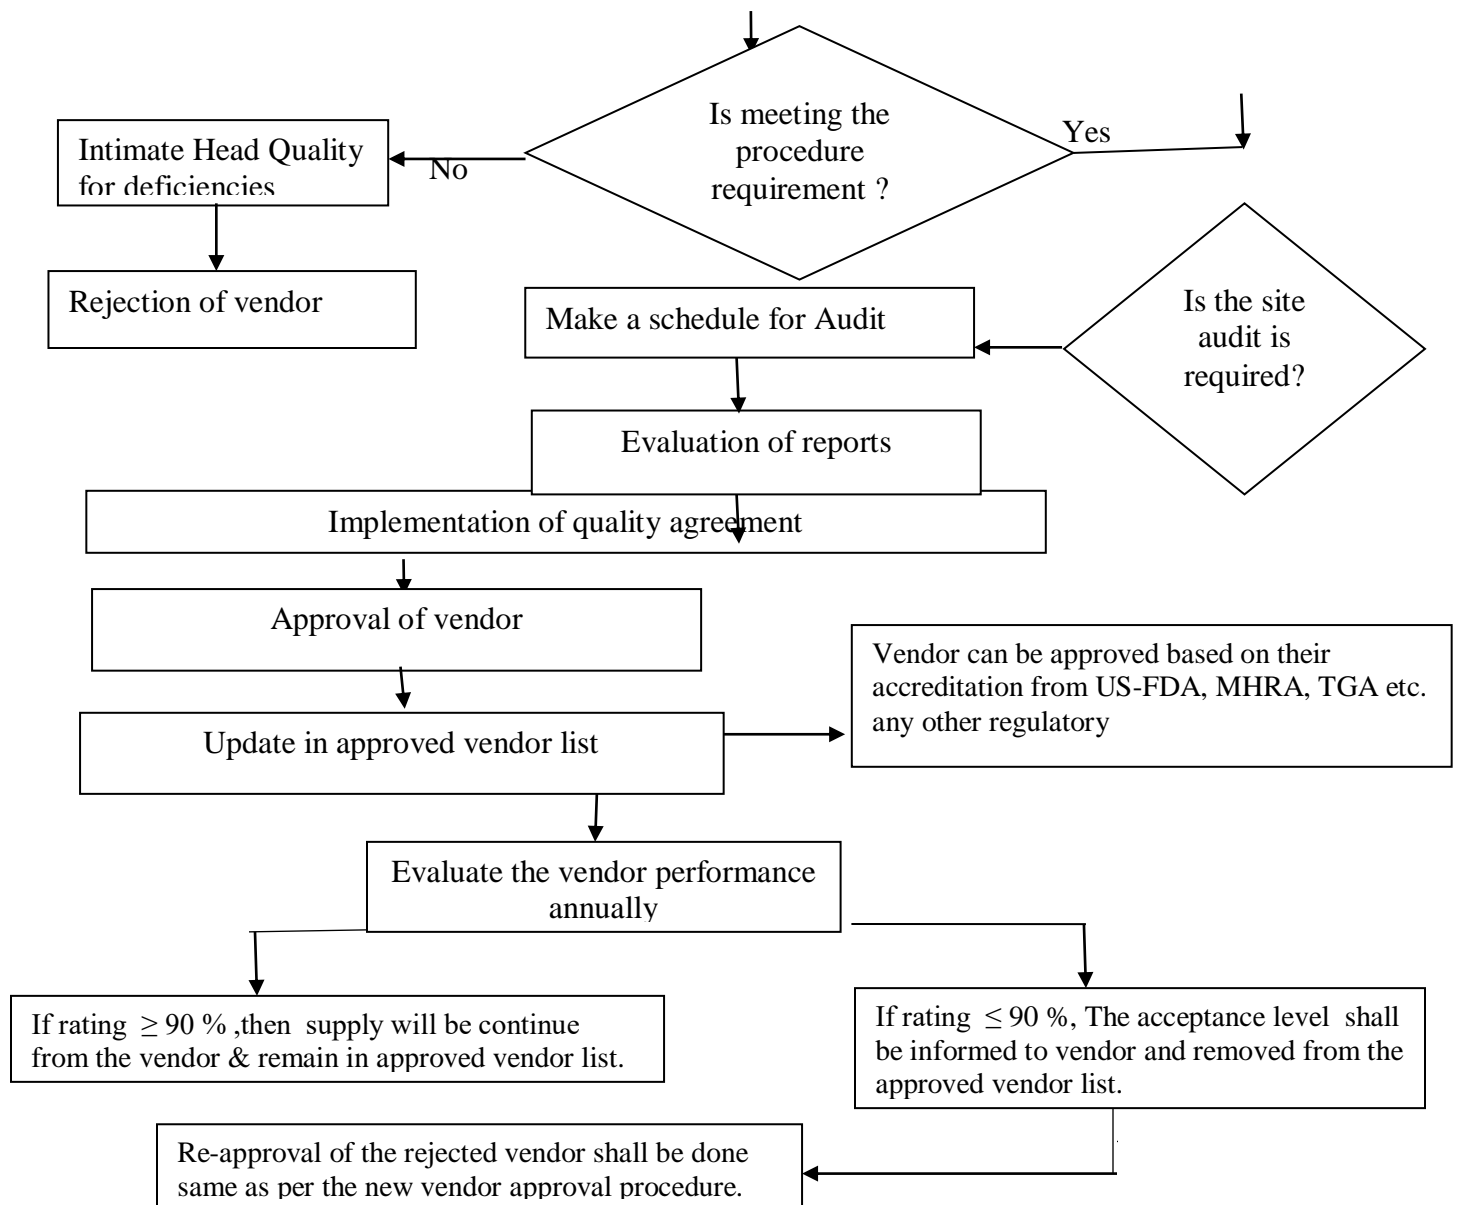 Is meeting the
procedure
requirement ?
Yes
No
Intimate Head Quality
for deficiencies
Rejection of vendor
Make a schedule for Audit
Is the site
audit is
required?
Evaluation of reports
Implementation of quality agreement
Approval of vendor
Vendor can be approved based on their
accreditation from US-FDA, MHRA, TGA etc.
any other regulatory
Update in approved vendor list
Evaluate the vendor performance
annually
If rating ≥ 90 % ,then supply will be continue
from the vendor & remain in approved vendor list.
If rating ≤ 90 %, The acceptance level shall
be informed to vendor and removed from the
approved vendor list.
Re-approval of the rejected vendor shall be done
same as per the new vendor approval procedure.